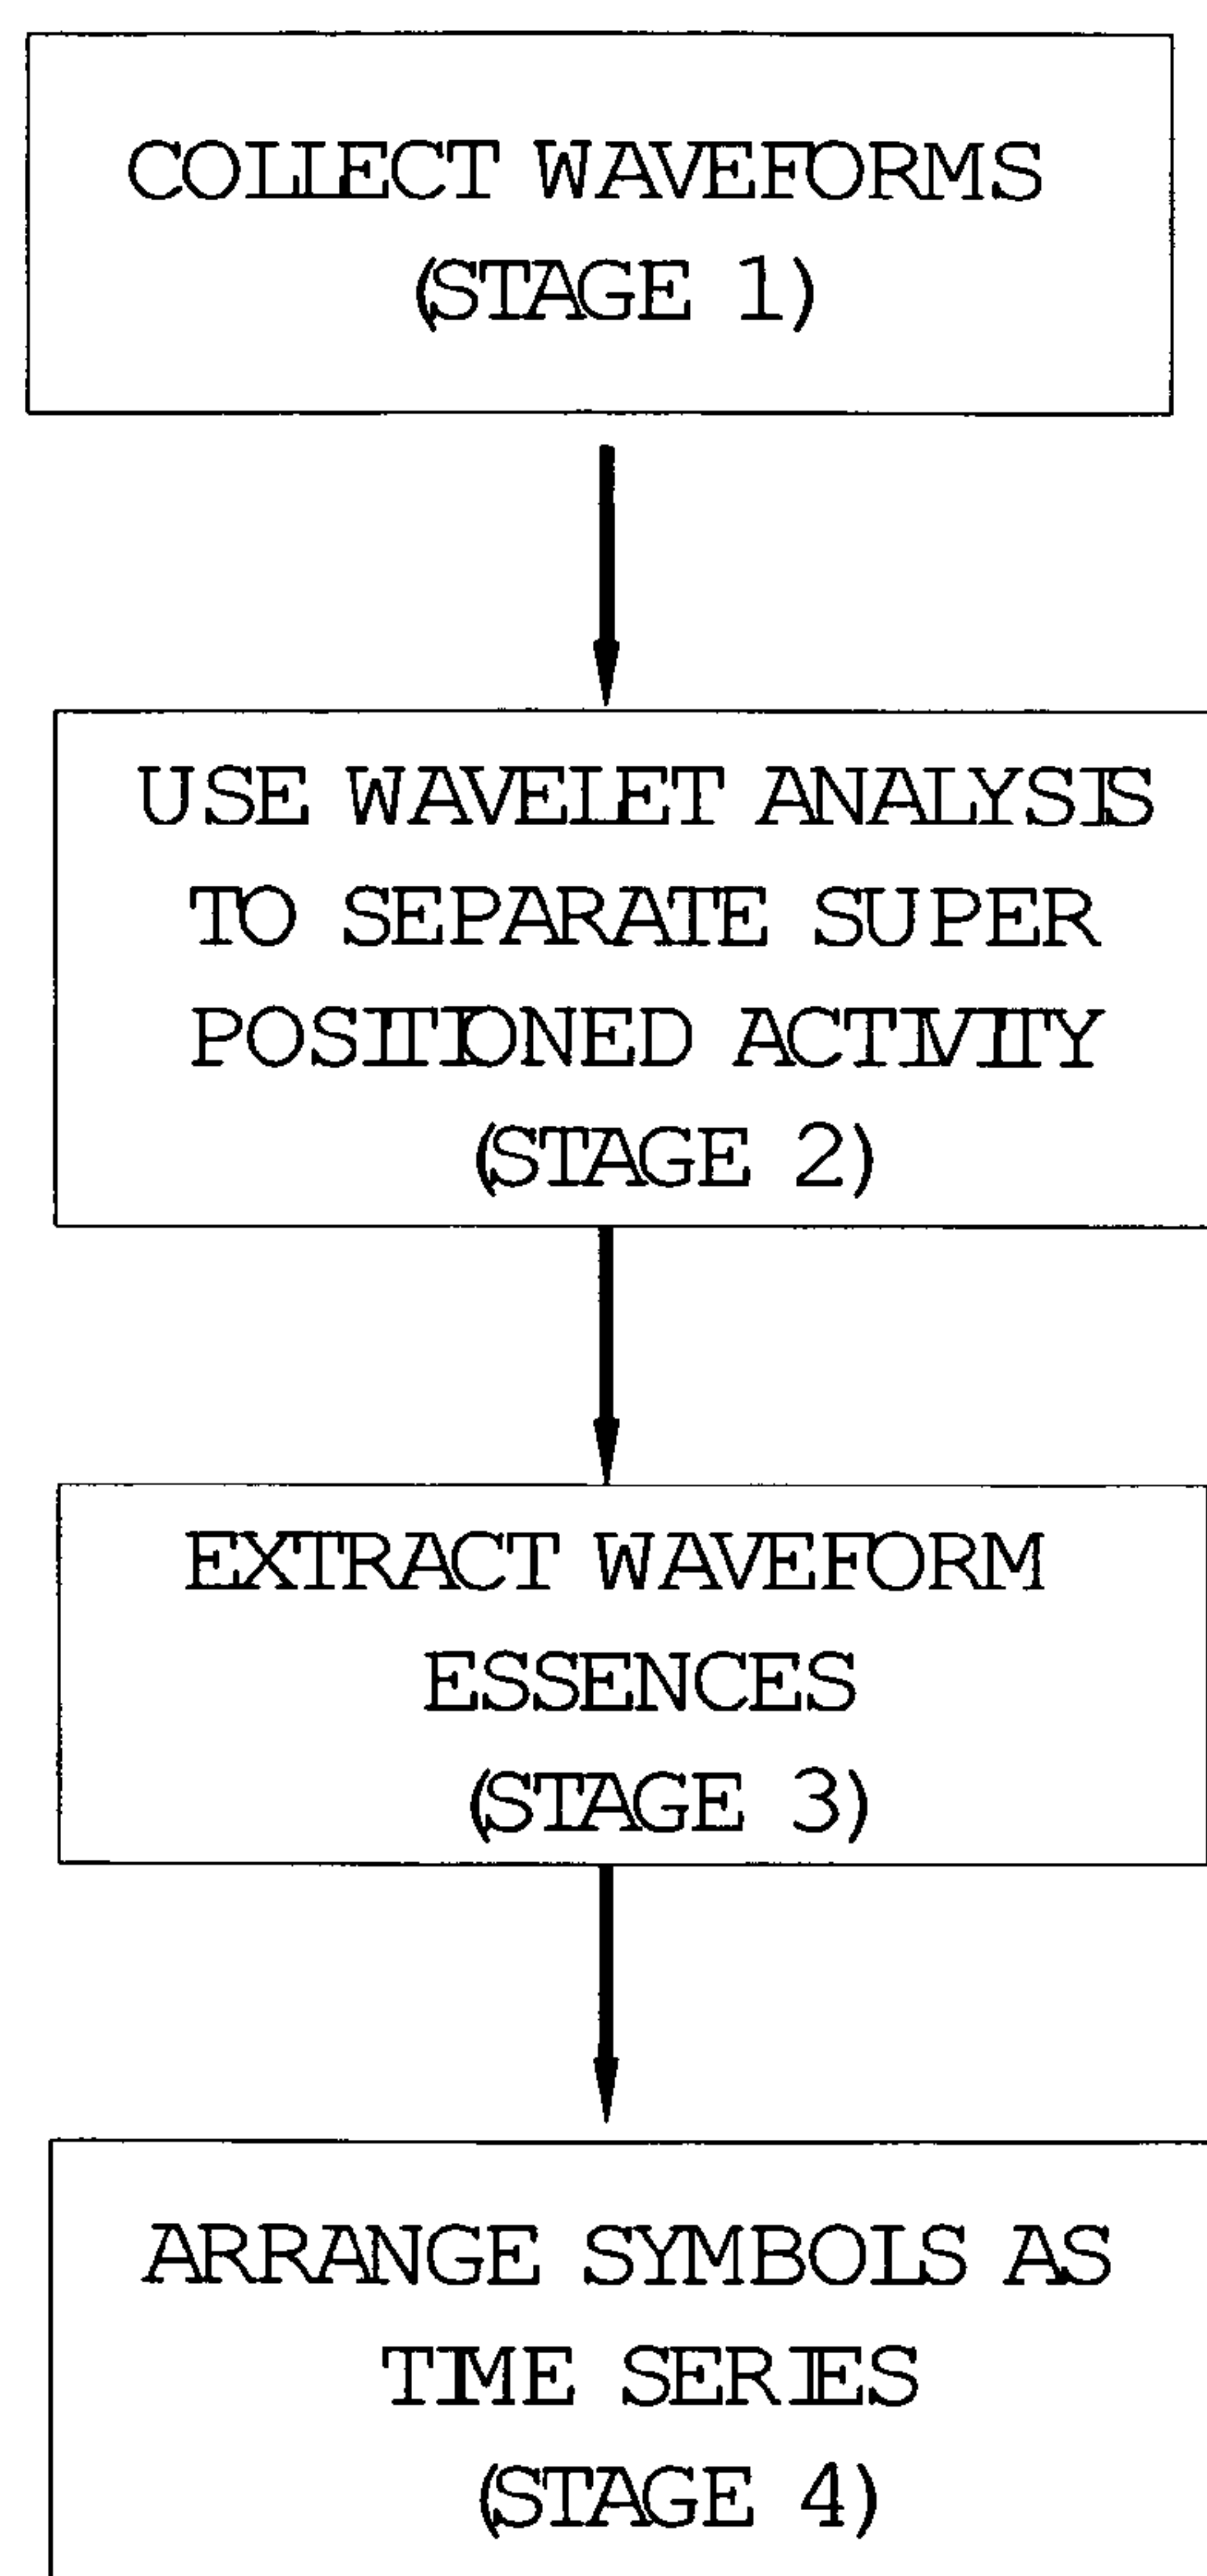 COLLECT WAVEFORMS
(STAGE 1)
USE WAVELET ANALYSIS
TO SEPARATE SUPER
POSITIONED ACTIVITY
(STAGE 2)
EXTRACT WAVEFORM
ESSENCES
(STAGE 3)
ARRANGE SYMBOLS AS
TIME SERIES
(STAGE 4)